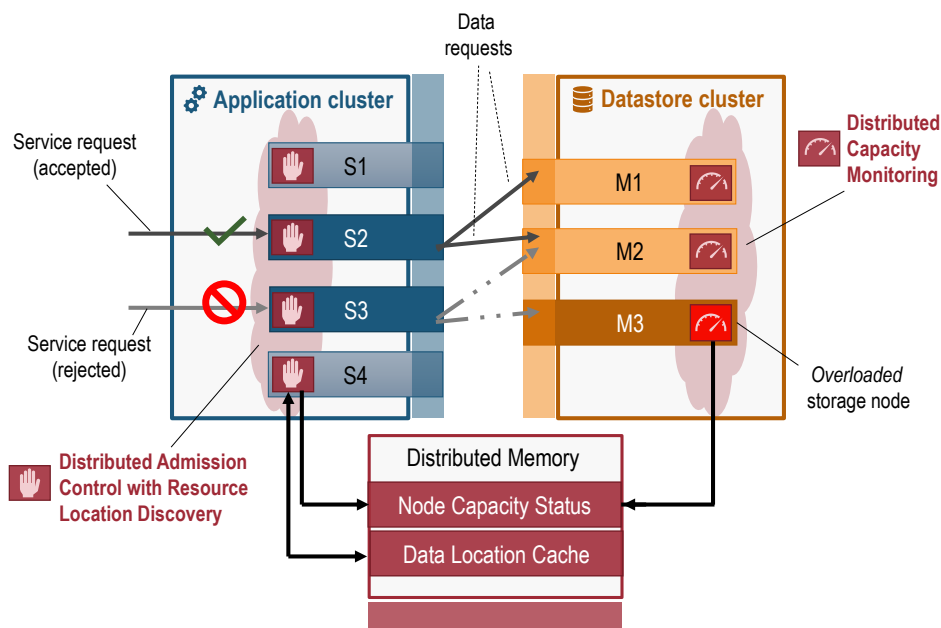 Data
requests
Application cluster
Datastore cluster
Distributed
Capacity
Monitoring
Service request
(accepted)
S1
M1
S2
M2
S3
M3
Service request
(rejected)
S4
Overloaded
storage node
Distributed Admission
Control with Resource
Location Discovery
Distributed Memory
Node Capacity Status
Data Location Cache